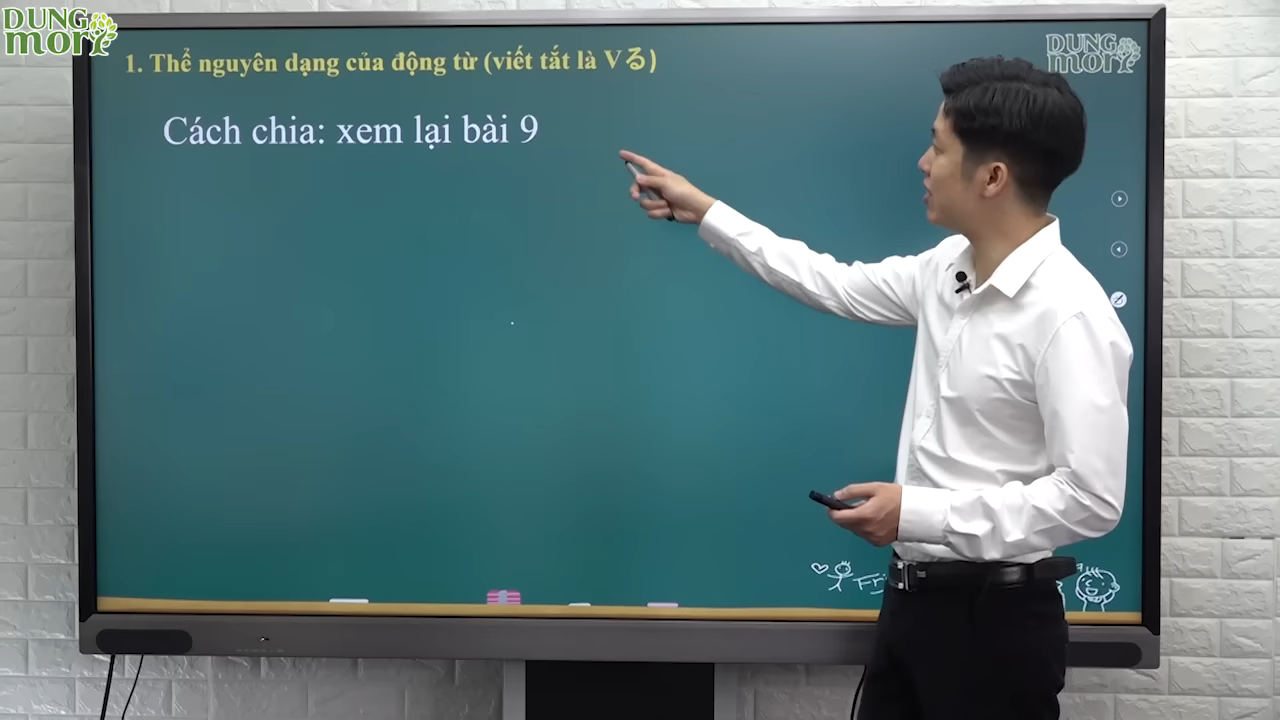 DUNG
mori
1. Thể nguyên dạng của động từ (viết tắt là Vる)
DUNG
mori
Cách chia: xem lại bài 9